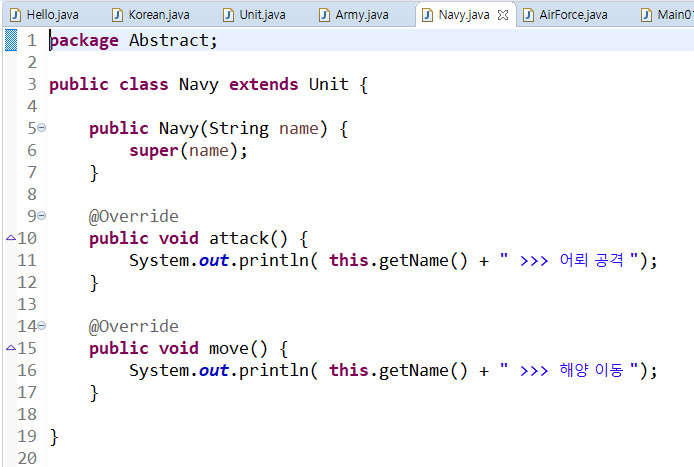 Hello.java Korean.java Unit.java Army.java Navy.java AirForce.java Main01
1 package Abstract;
2
3 public class Navy extends Unit {
4
5 public Navy(String name) {
6 super(name);
7 }
8
9 @Override
10 public void attack() {
11 System.out.println( this.getName() + " >>> 어뢰 공격 ");
12 }
13
14 @Override
15 public void move() {
16 System.out.println( this.getName() + " >>> 해양 이동 ");
17 }
18
19 }
20